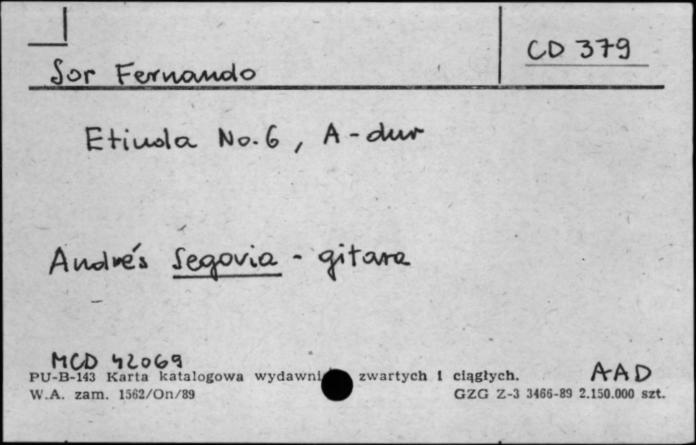 CD 379
Sor Fernando
Etiuda No. 6, A-dur
Andrés Segovia - gitara
MCD 42069
PU-B-143 Karta katalogowa wydawni zwartych i ciągłych. AAD
W.A. zam. 1562/On/89 GZG Z-3 3466-89 2.150.000 szt.